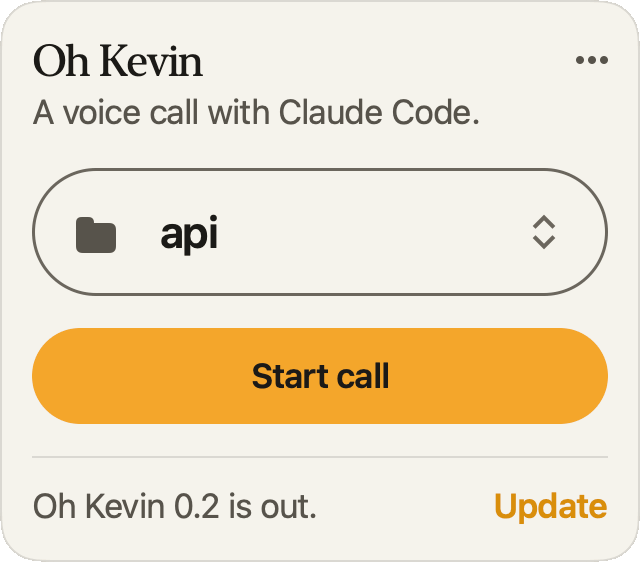 Oh Kevin
A voice call with Claude Code.
api
Start call
Oh Kevin 0.2 is out.
Update